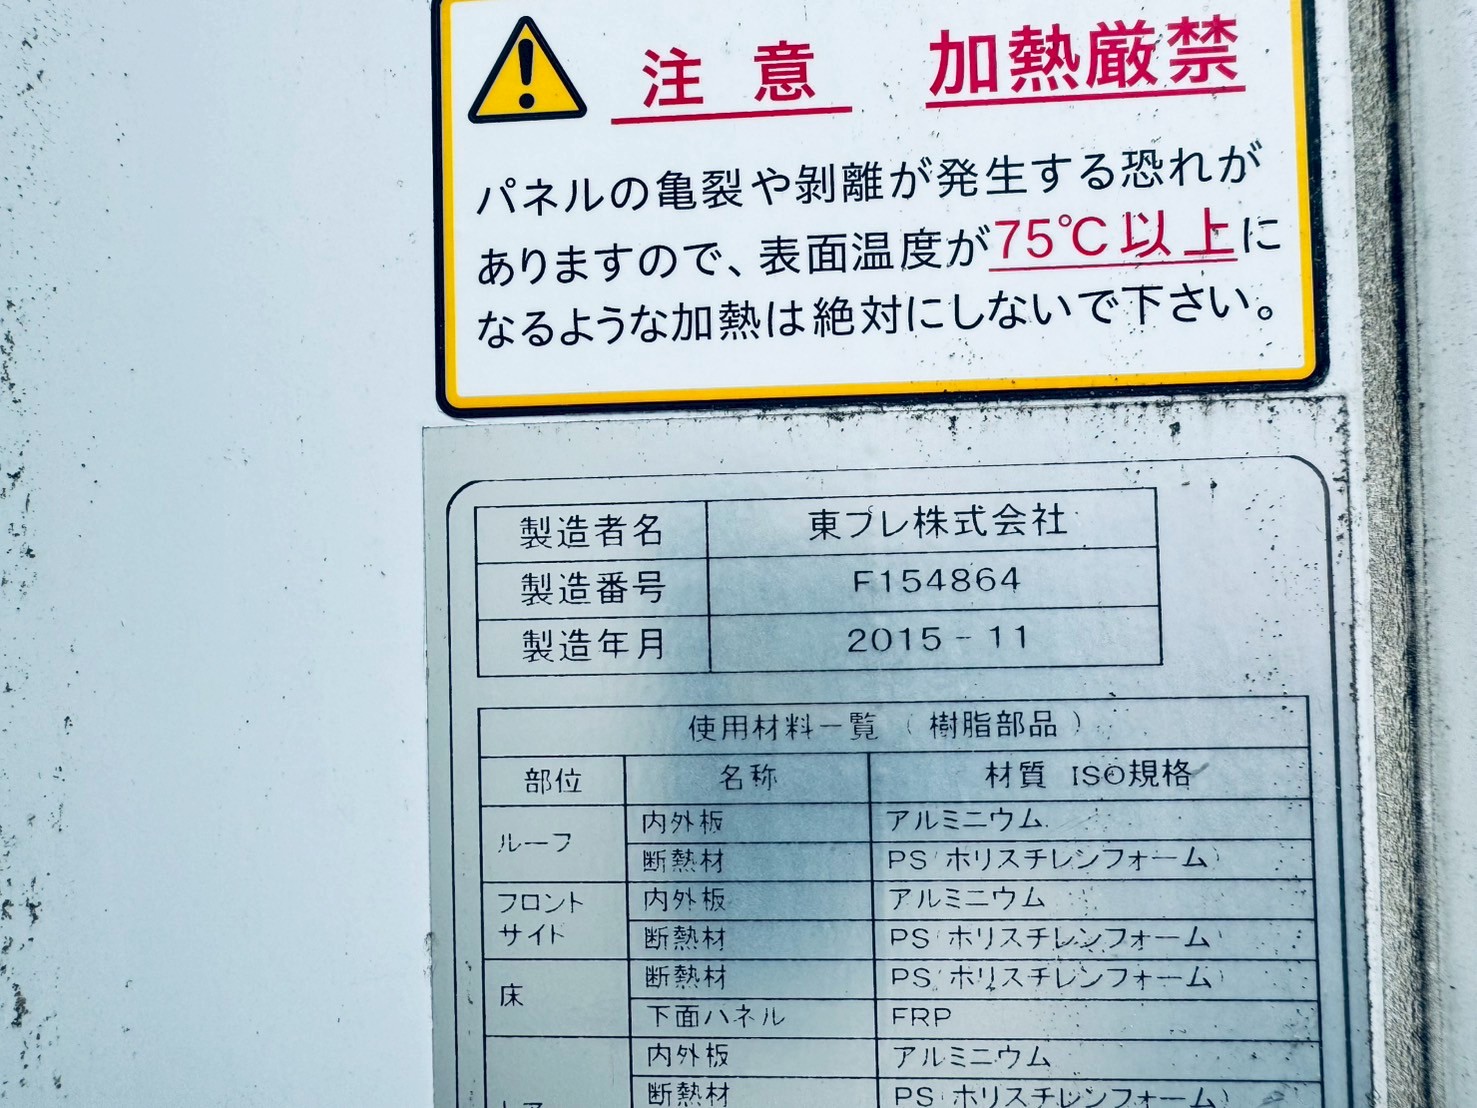 注意 加熱厳禁
パネルの亀裂や剥離が発生する恐れが
ありますので、表面温度が75℃以上に
なるような加熱は絶対にしないで下さい。
製造者名 東プレ株式会社
製造番号 F154864
製造年月 2015-11
使用材料一覧(樹脂部品)
部位 名称 材質 ISO規格
ルーフ 内外板 アルミニウム
断熱材 PS(ポリスチレンフォーム)
フロント
サイド
内外板 アルミニウム
断熱材 PS(ポリスチレンフォーム)
床 断熱材 PS(ポリスチレンフォーム)
下面パネル FRP
内外板 アルミニウム
断熱材 PS(ポリスチレンフォーム)